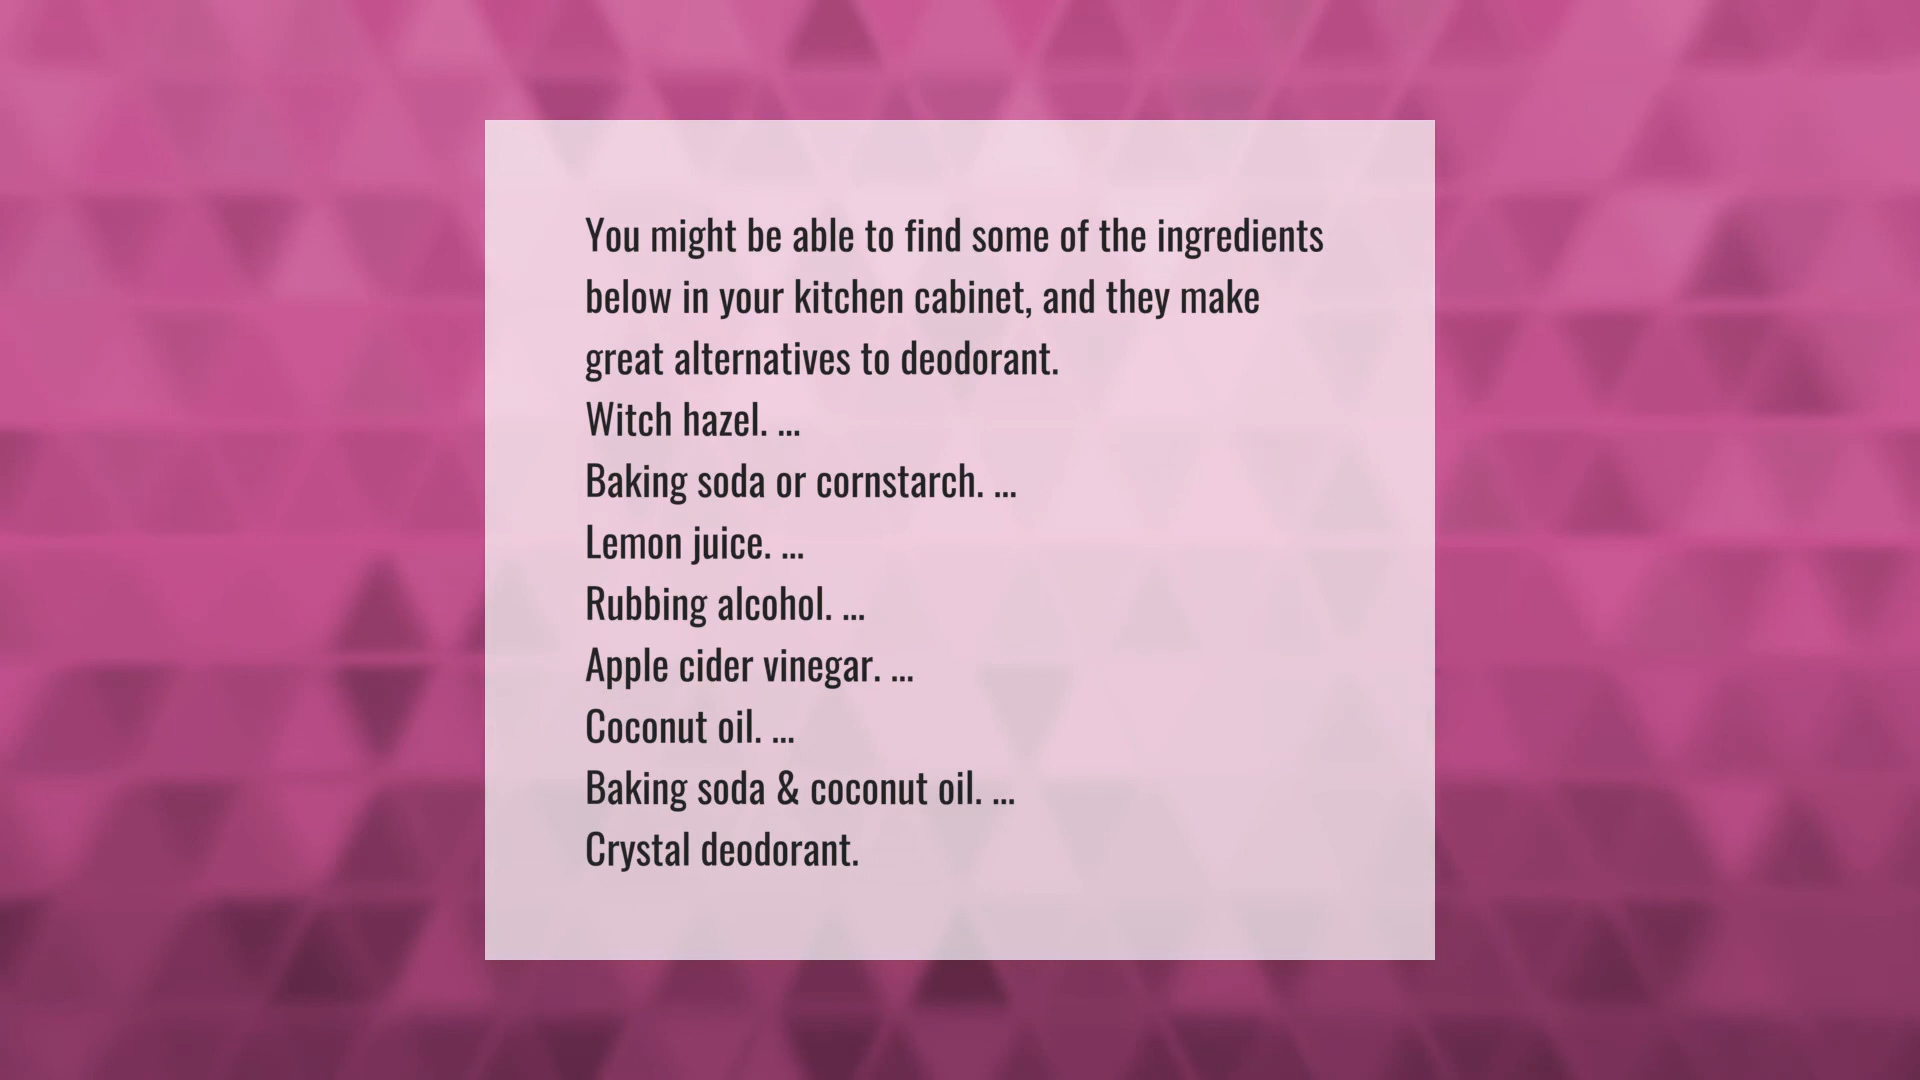 You might be able to find some of the ingredients
below in your kitchen cabinet, and they make
great alternatives to deodorant.
Witch hazel. ...
Baking soda or cornstarch. ...
Lemon juice. ...
Rubbing alcohol. ...
Apple cider vinegar. ...
Coconut oil. ...
Baking soda & coconut oil. ...
Crystal deodorant.